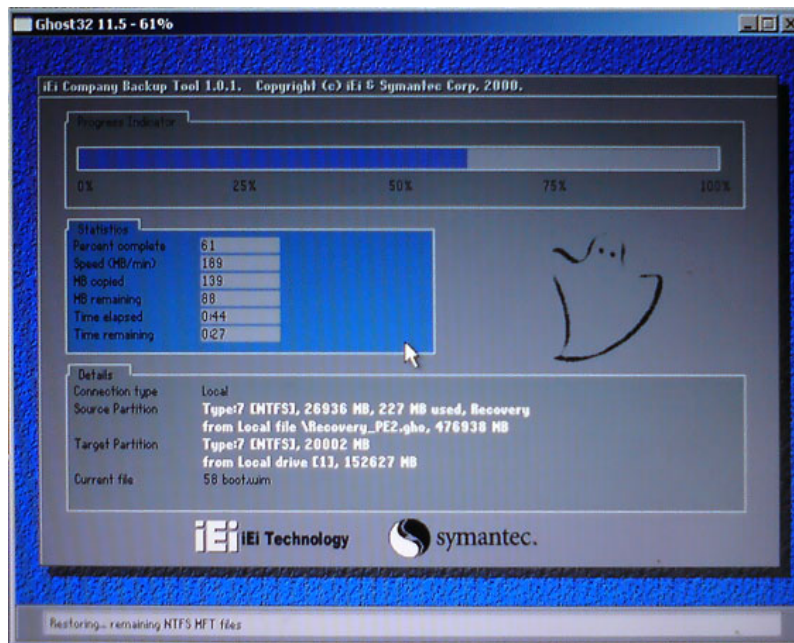 Ghost32 11.5 - 61%
iEi Company Backup Tool 1.0.1. Copyright (c) iEi & Symantec Corp. 2000.
Progress Indicator
0% 25% 50% 75% 100%
Statistics
Percent complete 61
Speed (MB/min) 189
MB copied 139
MB remaining 88
Time elapsed 0:44
Time remaining 0:27
Details
Connection type Local
Source Partition Type:7 [NTFS], 26936 MB, 227 MB used, Recovery
from Local file \Recovery_PE2.gho, 476938 MB
Target Partition Type:7 [NTFS], 20002 MB
from Local drive [1], 152627 MB
Current file 58 boot.wim
iEi iEi Technology symantec.
Restoring... remaining NTFS MFT files